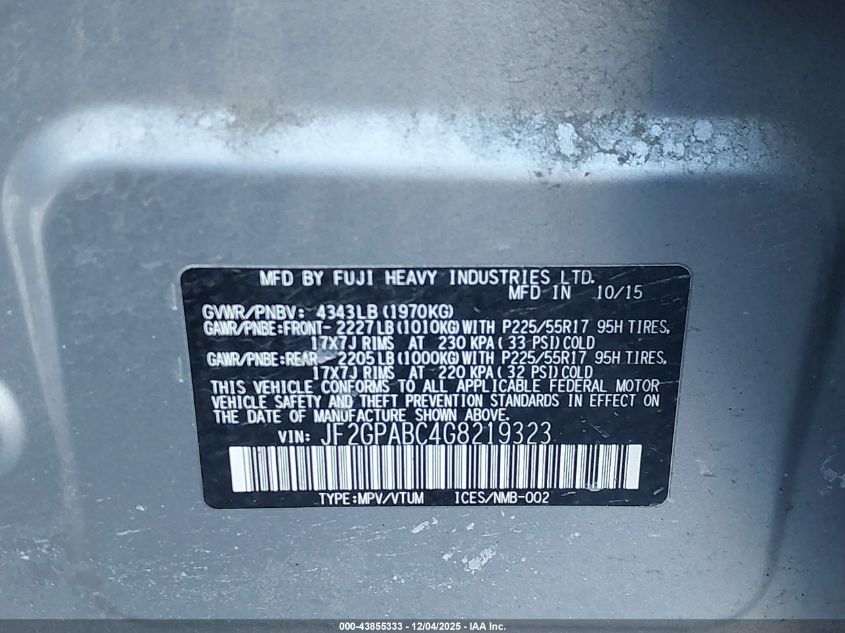 MFD BY FUJI HEAVY INDUSTRIES LTD.
MFD IN 10/15
GVWR/PNBV: 4343LB(1970KG)
GAWR/PNBE:FRONT- 2227LB(1010KG)WITH P225/55R17 95H TIRES,
17X7J RIMS AT 230 KPA(33 PSI)COLD
GAWR/PNBE:REAR - 2205LB(1000KG)WITH P225/55R17 95H TIRES,
17X7J RIMS AT 220 KPA(32 PSI)COLD
THIS VEHICLE CONFORMS TO ALL APPLICABLE FEDERAL MOTOR
VEHICLE SAFETY AND THEFT PREVENTION STANDARDS IN EFFECT ON
THE DATE OF MANUFACTURE SHOWN ABOVE.
VIN: JF2GPABC4G8219323
TYPE:MPV/VTUM ICES/NMB-002
000-43855333 - 12/04/2025 - IAA Inc.